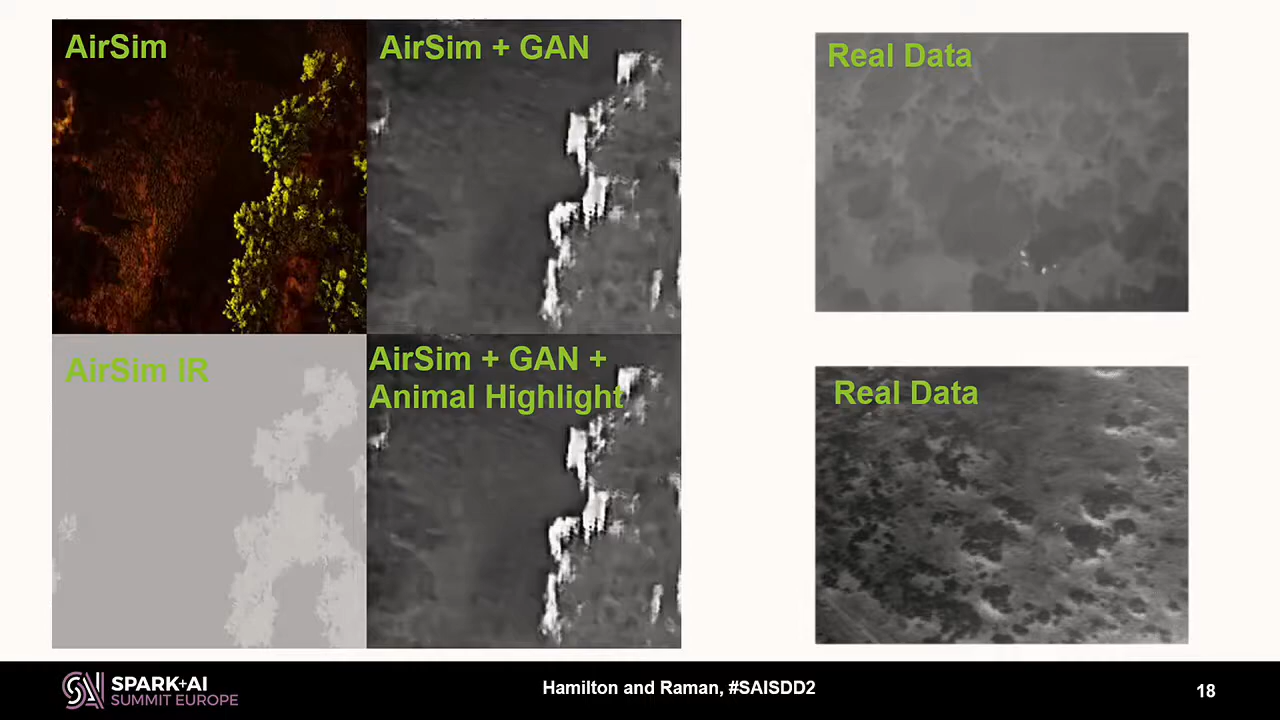 AirSim
AirSim + GAN
AirSim IR
AirSim + GAN +
Animal Highlight
Real Data
Real Data
SPARK+AI
SUMMIT EUROPE
Hamilton and Raman, #SAISDD2
18